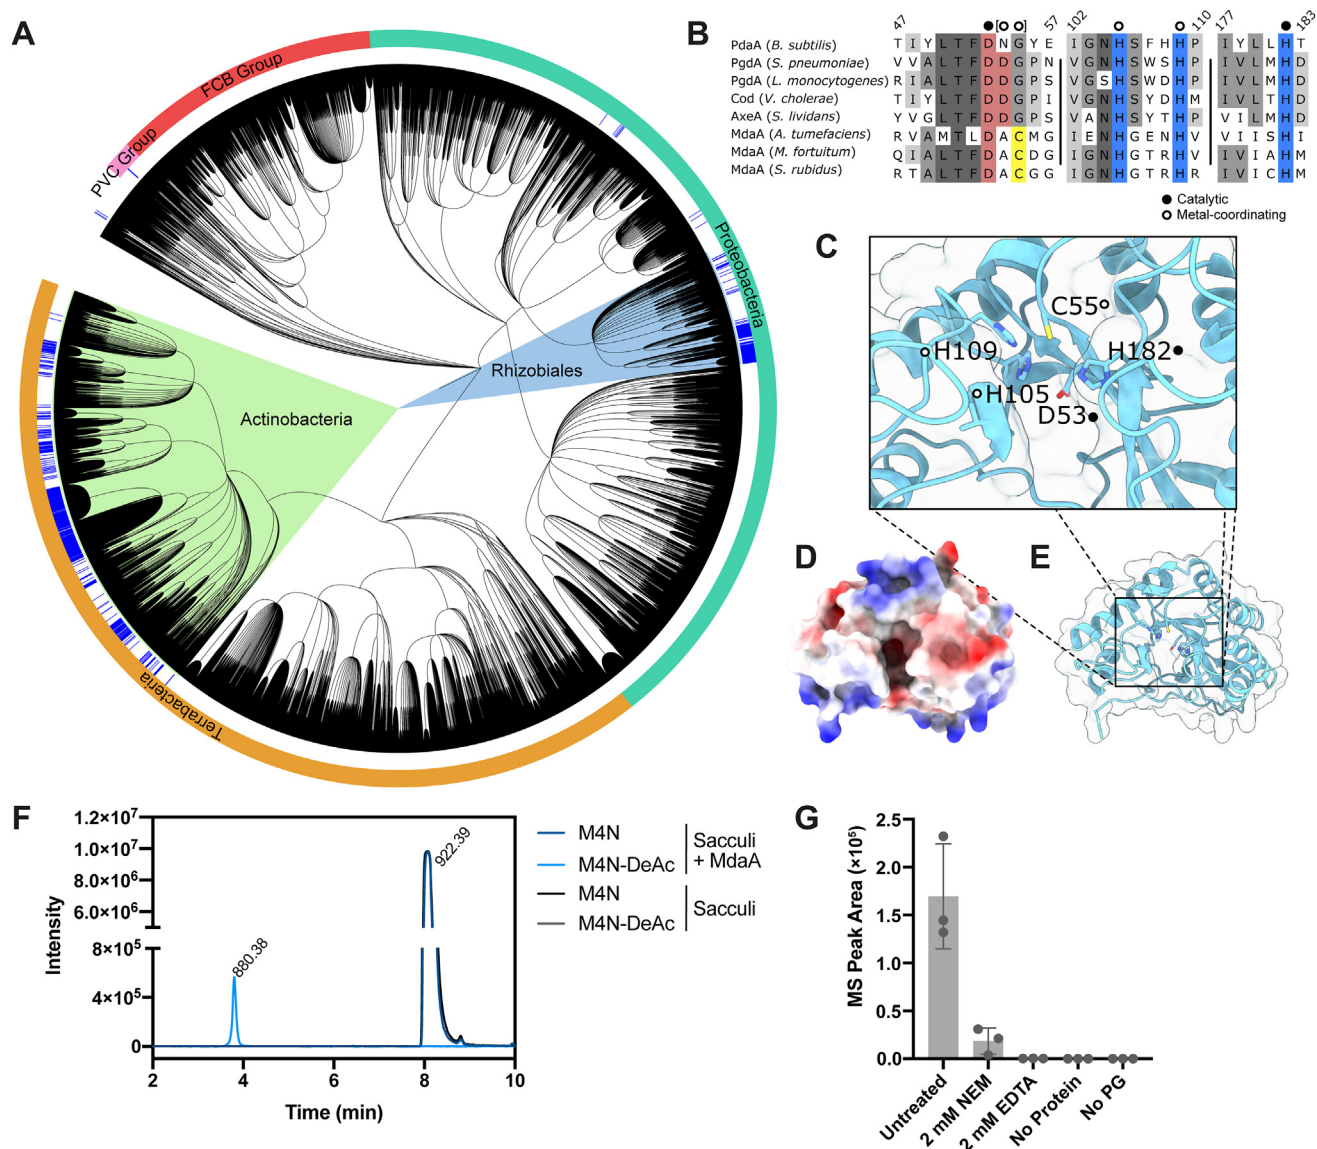 A
FCB Group
PVC Group
Proteobacteria
Rhizobiales
Actinobacteria
Terrabacteria
B
47 57 102 110 177 183
[ ]
PdaA (B. subtilis) T I Y L T F D N G Y E I G N H S F H H P I Y L L H T
PgdA (S. pneumoniae) V V A L T F D D G P N V G N H S W S H P I V L M H D
PgdA (L. monocytogenes) R I A L T F D D G P S V G S H S W D H P I V L M H D
Cod (V. cholerae) T I Y L T F D D G P I V G N H S Y D H M I V L T H D
AxeA (S. lividans) Y V G L T F D D G P S V A N H S Y T H P V I L M H D
MdaA (A. tumefaciens) R V A M T L D A C M G I E N H G E N H V V I I S H I
MdaA (M. fortuitum) Q I A L T F D A C D G I G N H G T R H V I V I A H M
MdaA (S. rubidus) R T A L T F D A C G G I G N H G T R H R I V I C H M
Catalytic
Metal-coordinating
C
C55
H109
H182
H105
D53
D
E
F
1.2×10⁷
1.0×10⁷
8.0×10⁶
6.0×10⁶
8×10⁵
4×10⁵
0
Intensity
880.38
922.39
2 4 6 8 10
Time (min)
M4N
M4N-DeAc
Sacculi
+ MdaA
M4N
M4N-DeAc
Sacculi
G
MS Peak Area (×10⁵)
2.5
2.0
1.5
1.0
0.5
0.0
Untreated
2 mM NEM
2 mM EDTA
No Protein
No PG